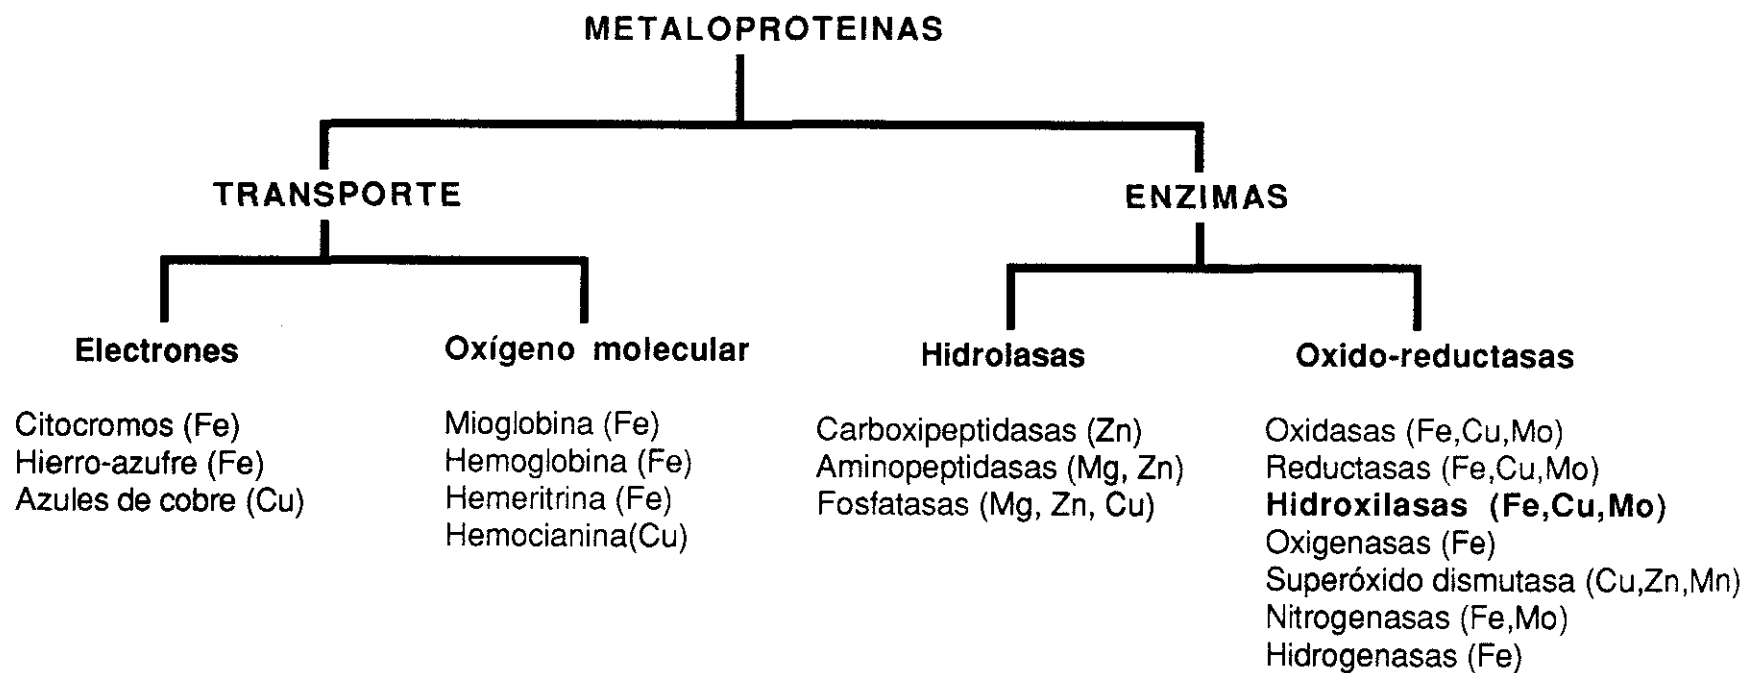 METALOPROTEINAS
TRANSPORTE
ENZIMAS
Electrones
Citocromos (Fe)
Hierro-azufre (Fe)
Azules de cobre (Cu)
Oxígeno molecular
Mioglobina (Fe)
Hemoglobina (Fe)
Hemeritrina (Fe)
Hemocianina(Cu)
Hidrolasas
Carboxipeptidasas (Zn)
Aminopeptidasas (Mg, Zn)
Fosfatasas (Mg, Zn, Cu)
Oxido-reductasas
Oxidasas (Fe,Cu,Mo)
Reductasas (Fe,Cu,Mo)
Hidroxilasas (Fe,Cu,Mo)
Oxigenasas (Fe)
Superóxido dismutasa (Cu,Zn,Mn)
Nitrogenasas (Fe,Mo)
Hidrogenasas (Fe)